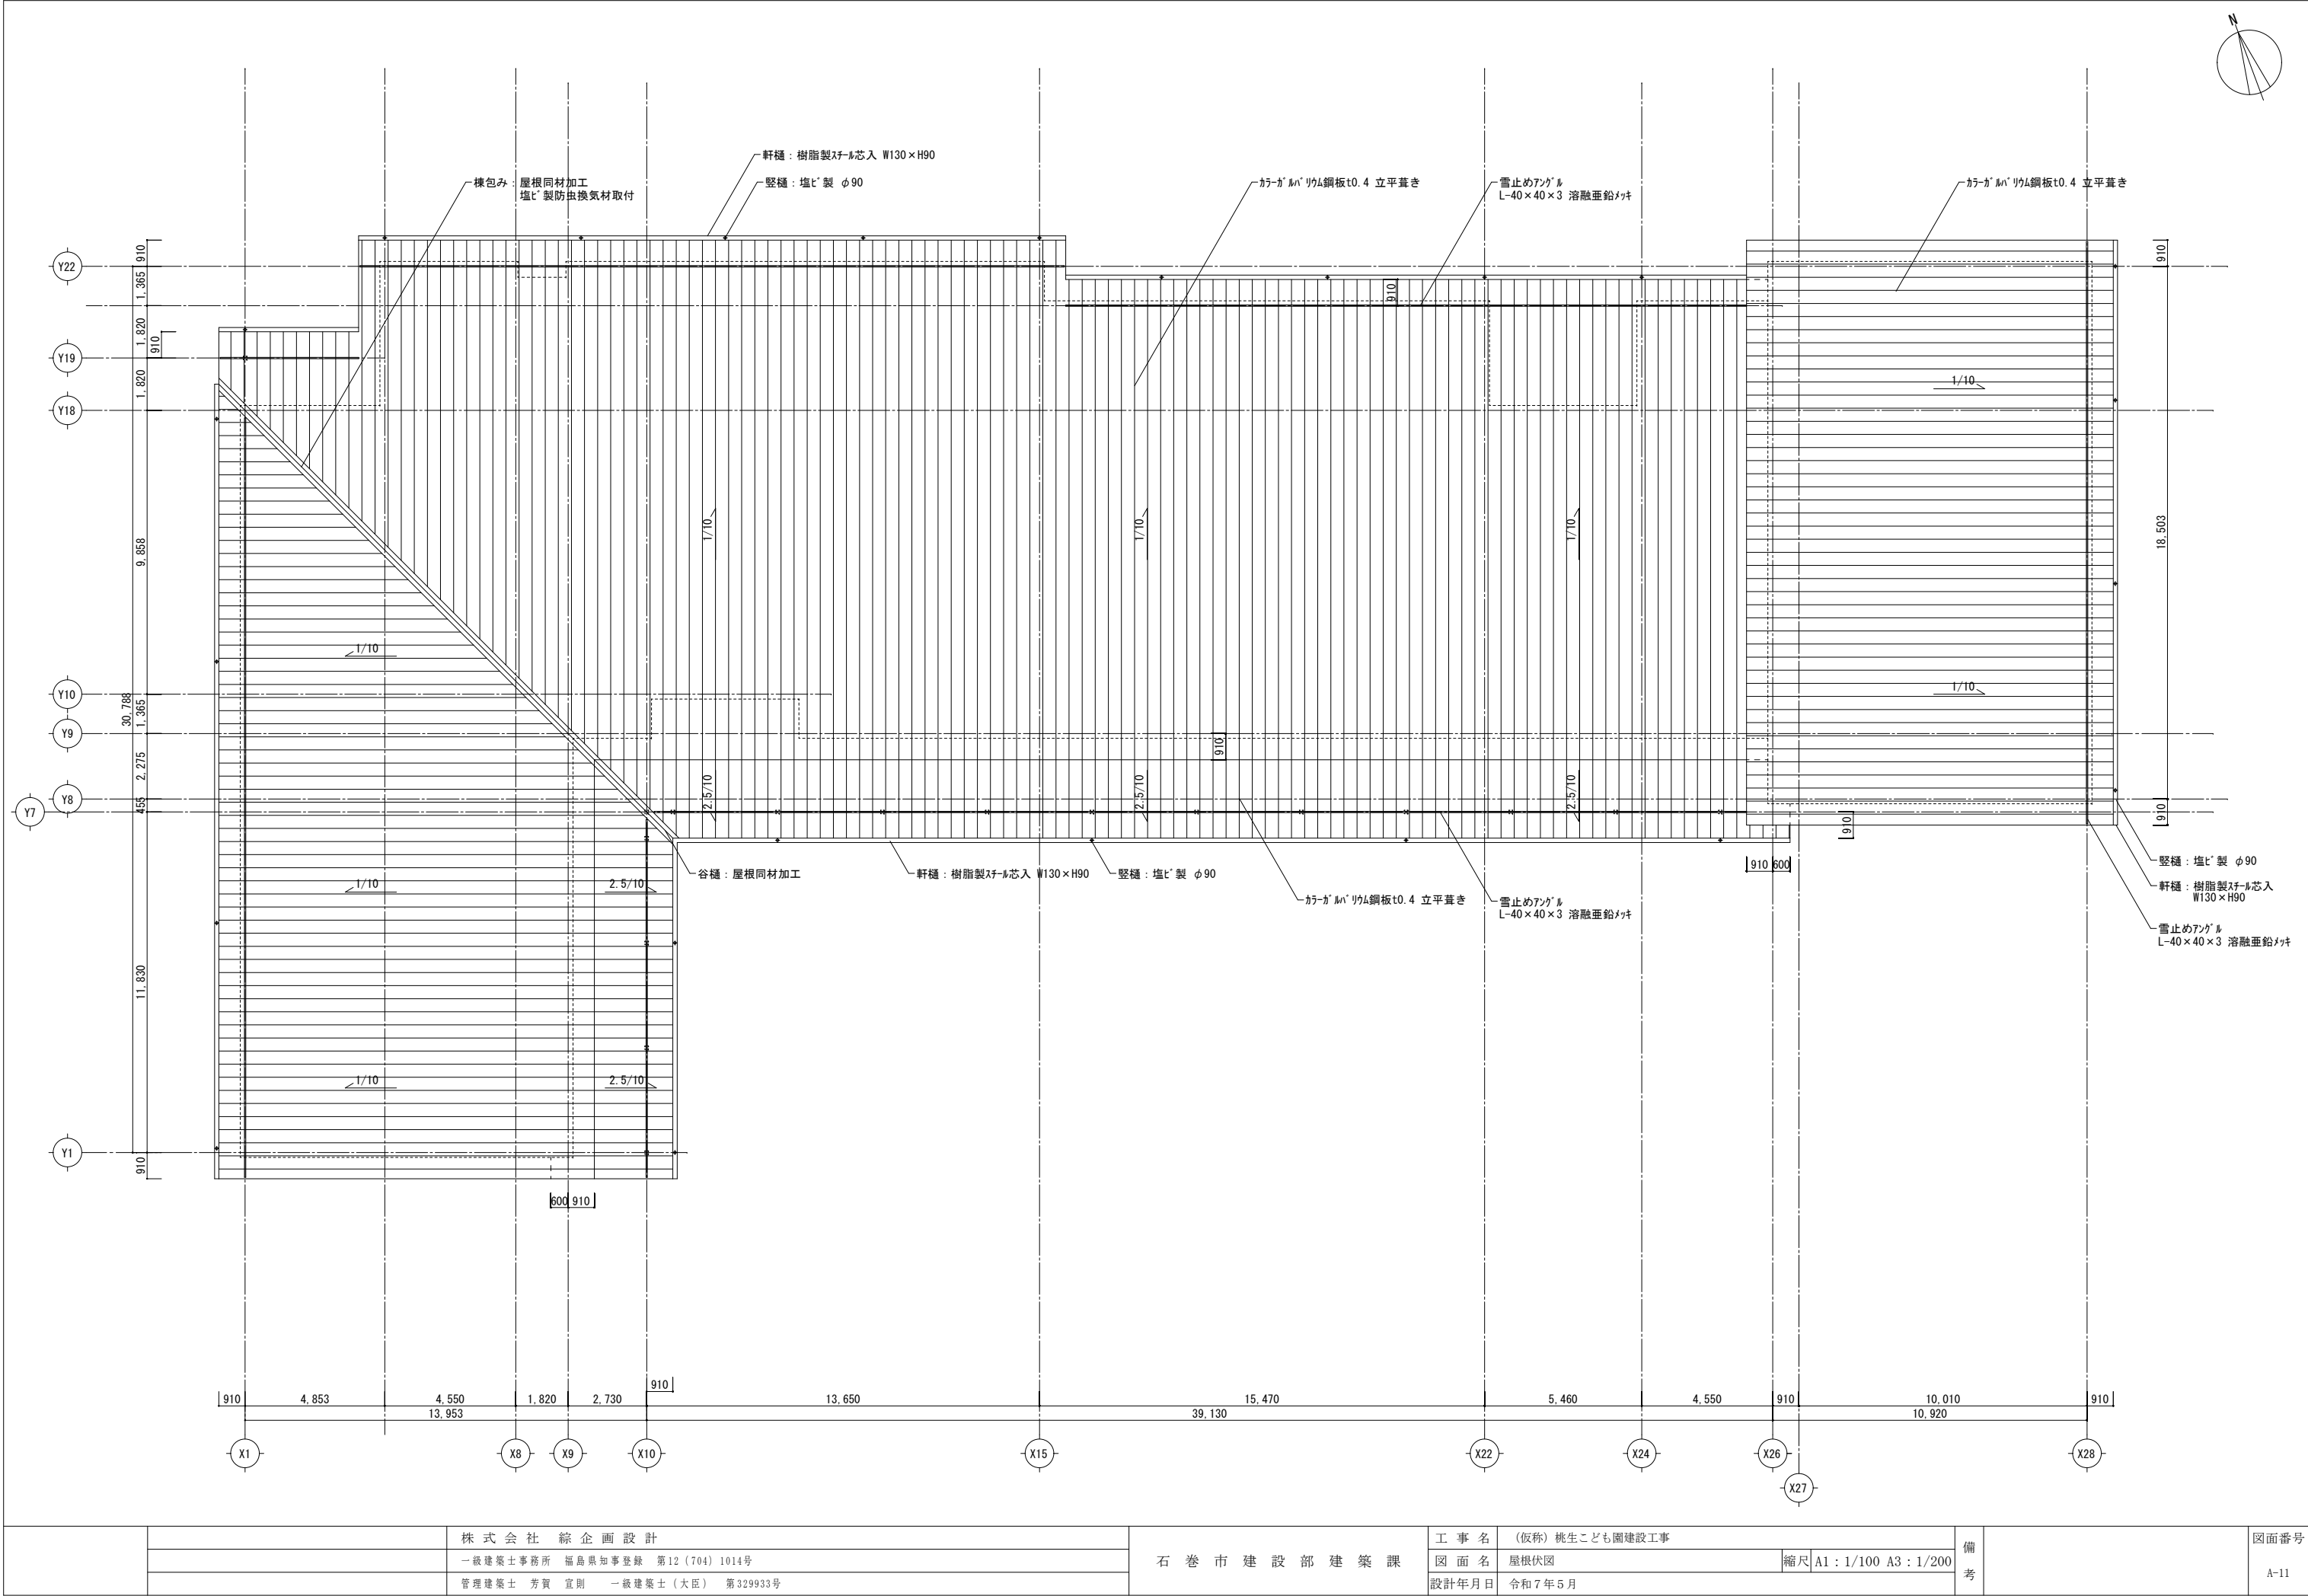 N
軒樋：樹脂製ｽﾁｰﾙ芯入 W130×H90
竪樋：塩ﾋﾞ製 φ90
棟包み：屋根同材加工
塩ﾋﾞ製防虫換気材取付
ｶﾗｰｶﾞﾙﾊﾞﾘｳﾑ鋼板t0.4 立平葺き
雪止めｱﾝｸﾞﾙ
L-40×40×3 溶融亜鉛ﾒｯｷ
ｶﾗｰｶﾞﾙﾊﾞﾘｳﾑ鋼板t0.4 立平葺き
Y22
Y19
Y18
Y10
Y9
Y8
Y7
Y1
910
1,365
1,820
910
1,820
9,858
30,788
1,365
2,275
455
11,830
910
910
910
910
18,503
910
910
1/10
1/10
1/10
1/10
1/10
1/10
1/10
1/10
2.5/10
2.5/10
2.5/10
2.5/10
2.5/10
谷樋：屋根同材加工
軒樋：樹脂製ｽﾁｰﾙ芯入 W130×H90
竪樋：塩ﾋﾞ製 φ90
ｶﾗｰｶﾞﾙﾊﾞﾘｳﾑ鋼板t0.4 立平葺き
雪止めｱﾝｸﾞﾙ
L-40×40×3 溶融亜鉛ﾒｯｷ
910 600
竪樋：塩ﾋﾞ製 φ90
軒樋：樹脂製ｽﾁｰﾙ芯入
W130×H90
雪止めｱﾝｸﾞﾙ
L-40×40×3 溶融亜鉛ﾒｯｷ
600 910
910
910 4,853 4,550 1,820 2,730 13,650 15,470 5,460 4,550 910 10,010 910
13,953 39,130 10,920
X1 X8 X9 X10 X15 X22 X24 X26 X28
X27
株式会社 綜企画設計
一級建築士事務所 福島県知事登録 第12（704）1014号
管理建築士 芳賀 宣則 一級建築士（大臣） 第329933号
石巻市建設部建築課
工事名 （仮称）桃生こども園建設工事
図面名 屋根伏図 縮尺 A1：1/100 A3：1/200
設計年月日 令和７年５月
備考
図面番号
A-11